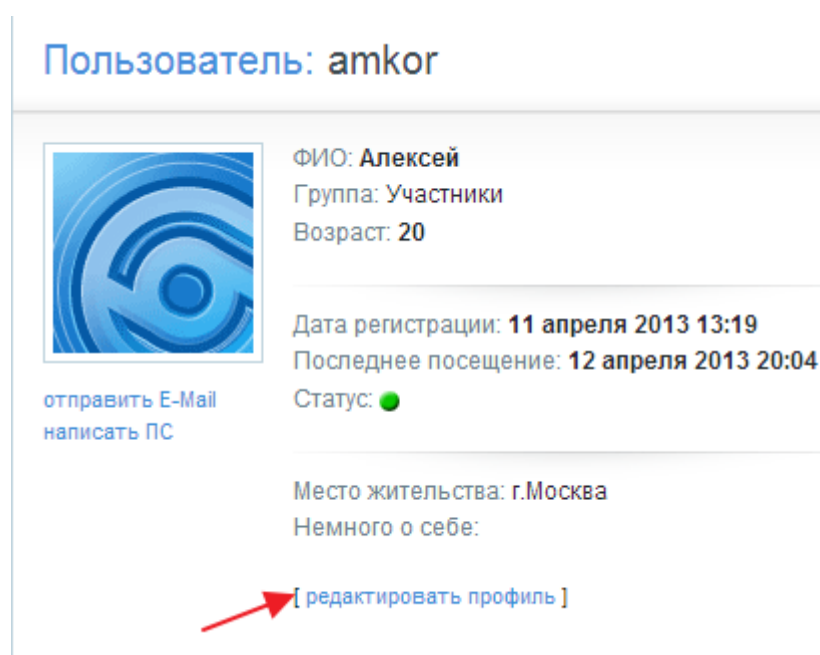 Пользователь: amkor
ФИО: Алексей
Группа: Участники
Возраст: 20
Дата регистрации: 11 апреля 2013 13:19
Последнее посещение: 12 апреля 2013 20:04
Статус:
отправить E-Mail
написать ПС
Место жительства: г.Москва
Немного о себе:
[ редактировать профиль ]